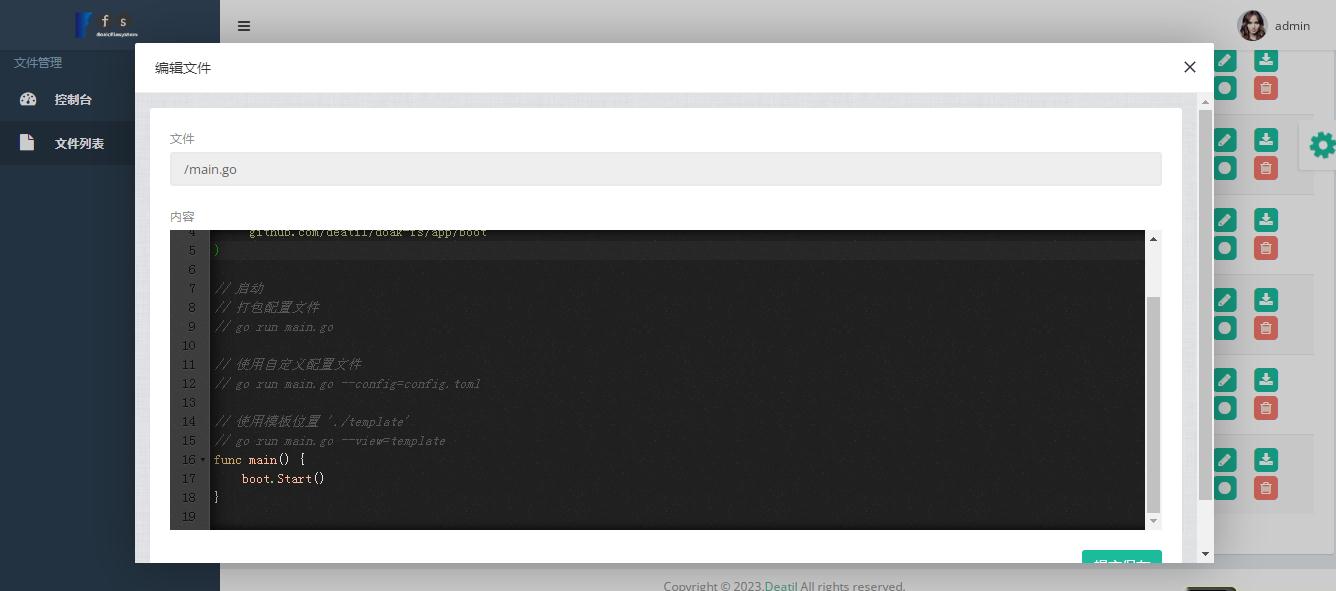 f s
admin
文件管理
控制台
文件列表
编辑文件
文件
/main.go
内容
4 github.com/deatil/doak-fs/app/boot
5 )
6
7 // 启动
8 // 打包配置文件
9 // go run main.go
10
11 // 使用自定义配置文件
12 // go run main.go --config=config.toml
13
14 // 使用模板位置 './template'
15 // go run main.go --view=template
16 func main() {
17 boot.Start()
18 }
19
Copyright © 2023 Deatil All rights reserved.